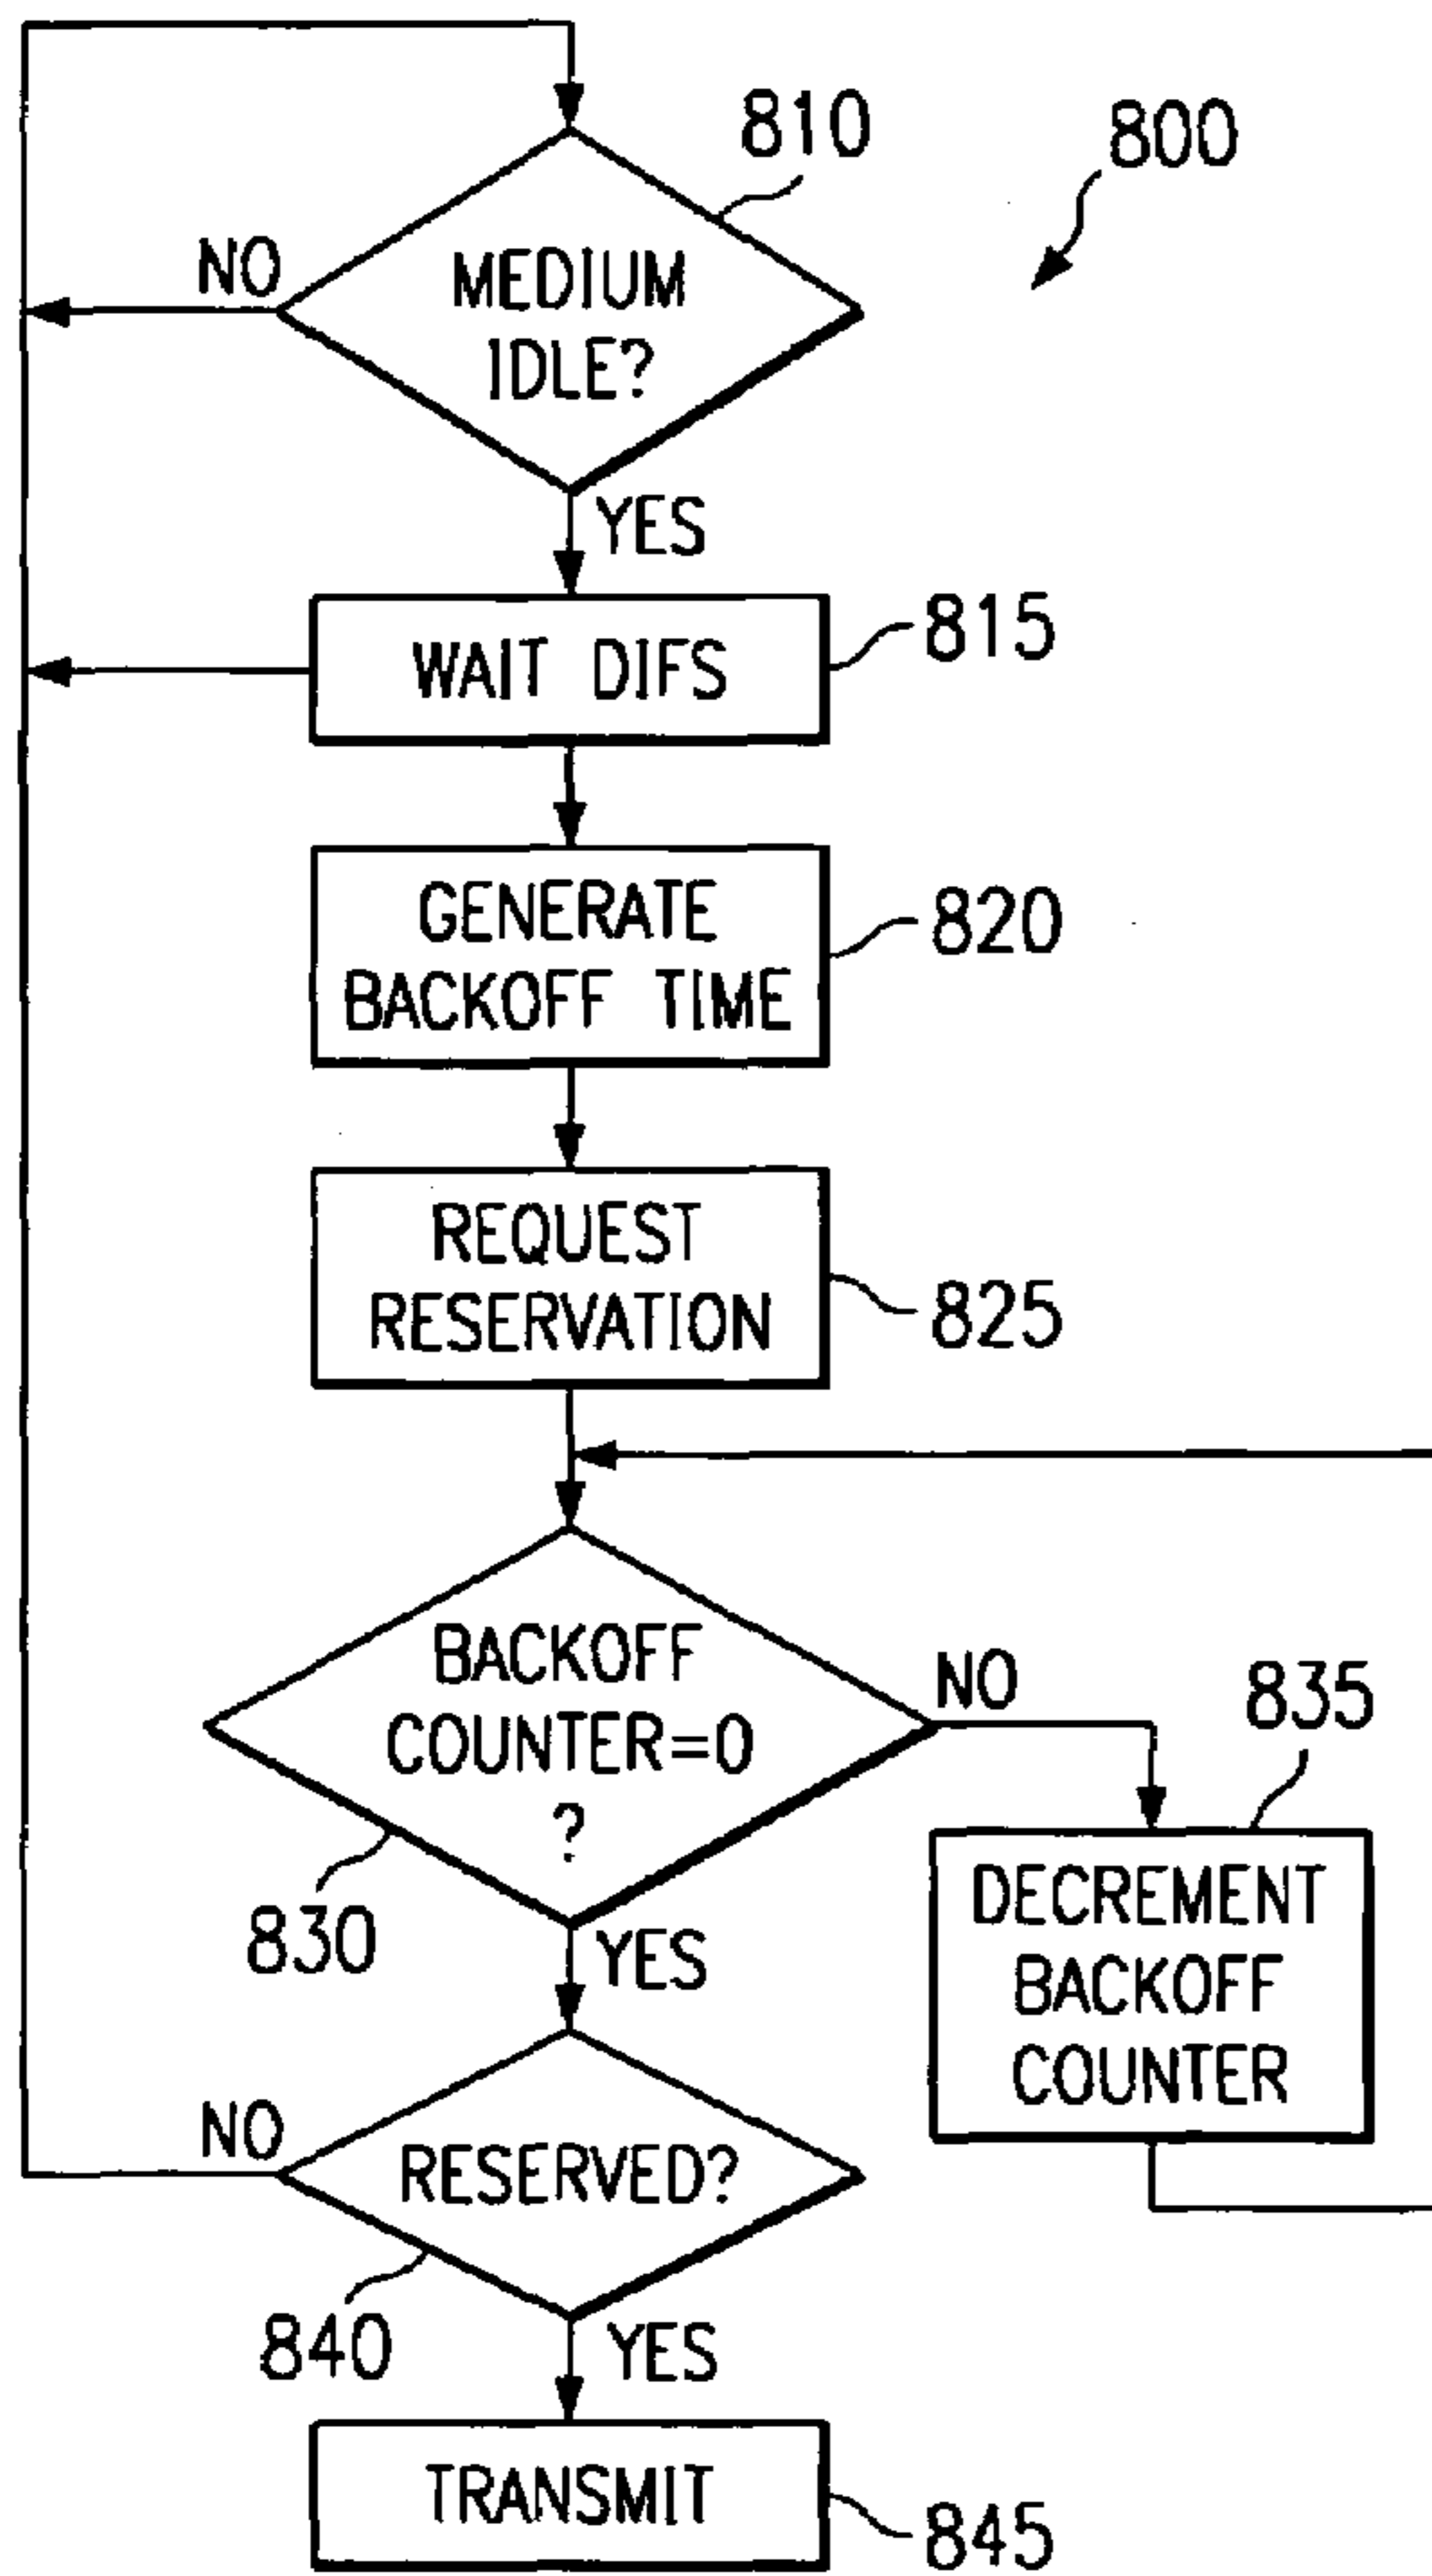 810
800
NO
MEDIUM
IDLE?
YES
WAIT DIFS
815
GENERATE
BACKOFF TIME
820
REQUEST
RESERVATION
825
BACKOFF
COUNTER=0
?
NO
835
830
YES
DECREMENT
BACKOFF
COUNTER
NO
RESERVED?
840
YES
TRANSMIT
845